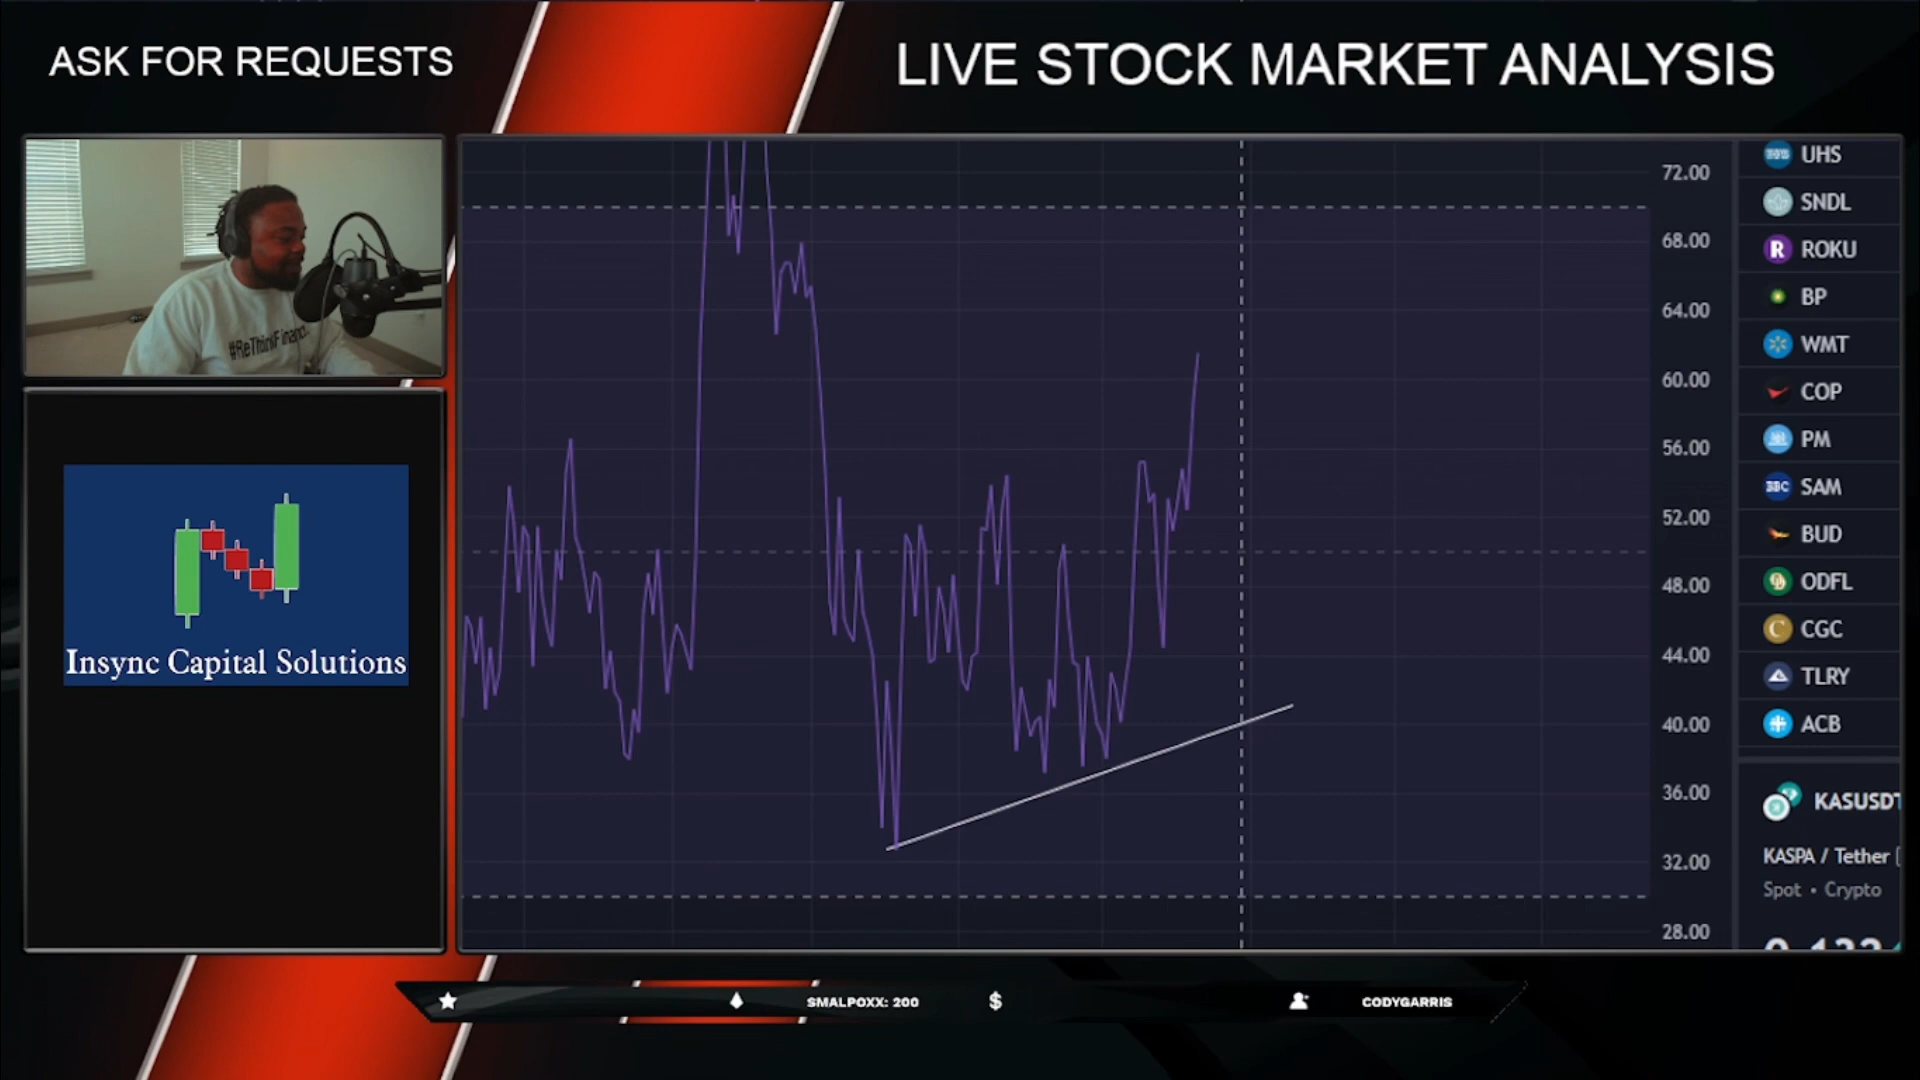 ASK FOR REQUESTS
LIVE STOCK MARKET ANALYSIS
#ReThinkFinanc
Insync Capital Solutions
72.00
68.00
64.00
60.00
56.00
52.00
48.00
44.00
40.00
36.00
32.00
28.00
UHS
SNDL
ROKU
BP
WMT
COP
PM
SAM
BUD
ODFL
CGC
TLRY
ACB
KASUSDT
KASPA / Tether
Spot • Crypto
SMALPOXX: 200
$
CODYGARRIS